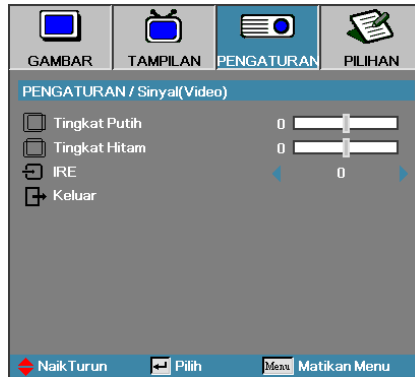 GAMBAR TAMPILAN PENGATURAN PILIHAN
PENGATURAN / Sinyal(Video)
Tingkat Putih 0
Tingkat Hitam 0
IRE 0
Keluar
NaikTurun Pilih Menu Matikan Menu